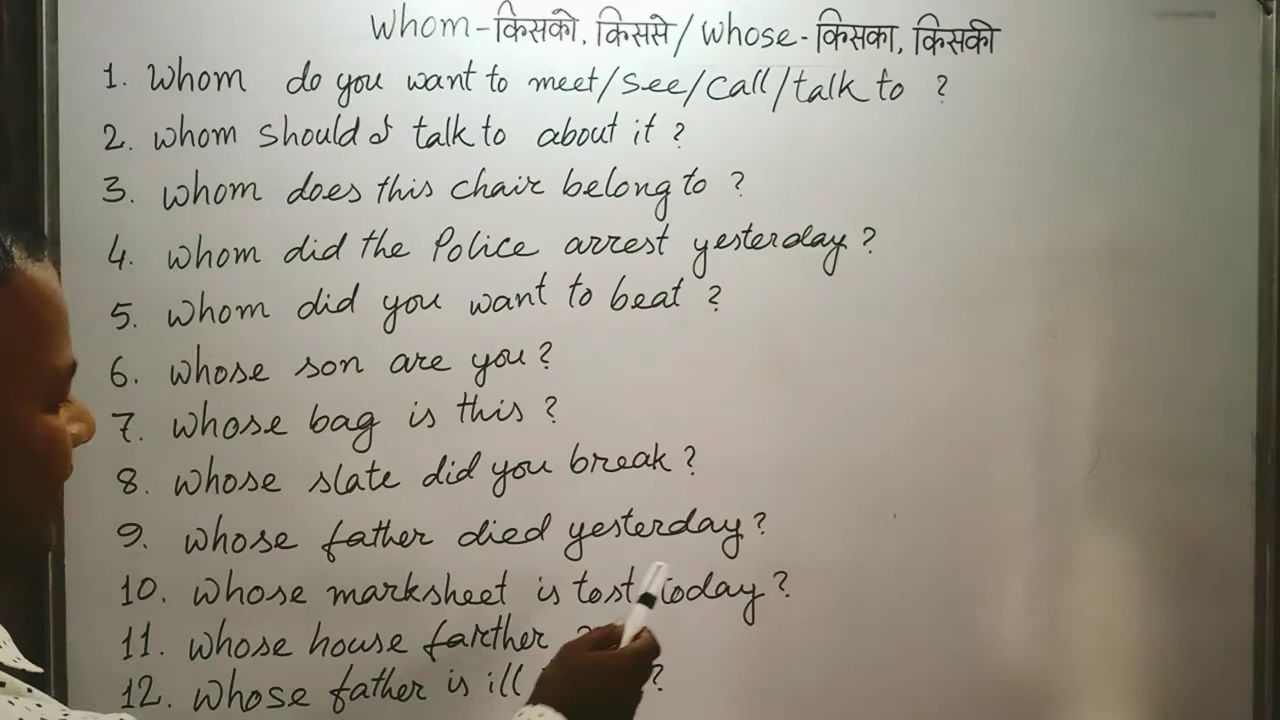 Whom-किसको, किससे/ Whose-किसका, किसकी
1. Whom do you want to meet/See/Call/talk to ?
2. Whom should I talk to about it ?
3. Whom does this chair belong to ?
4. Whom did the Police arrest yesterday ?
5. Whom did you want to beat ?
6. Whose son are you ?
7. Whose bag is this ?
8. Whose slate did you break ?
9. Whose father died yesterday ?
10. Whose marksheet is tost today ?
11. Whose house farther ?
12. Whose father is ill ?